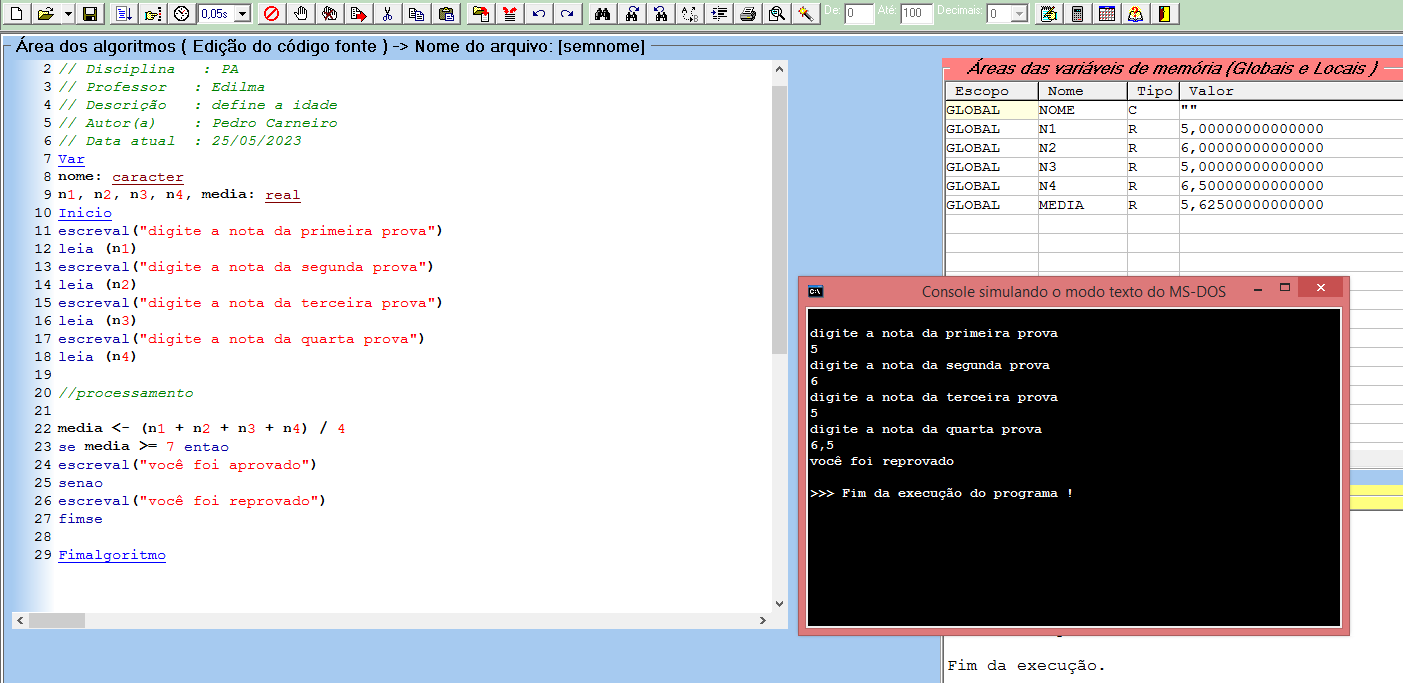 0,05s De: 0 Até: 100 Decimais: 0
Área dos algoritmos ( Edição do código fonte ) -> Nome do arquivo: [semnome]
2 // Disciplina   : PA
3 // Professor   : Edilma
4 // Descrição   : define a idade
5 // Autor(a)    : Pedro Carneiro
6 // Data atual  : 25/05/2023
7 Var
8 nome: caracter
9 n1, n2, n3, n4, media: real
10 Inicio
11 escreval("digite a nota da primeira prova")
12 leia (n1)
13 escreval("digite a nota da segunda prova")
14 leia (n2)
15 escreval("digite a nota da terceira prova")
16 leia (n3)
17 escreval("digite a nota da quarta prova")
18 leia (n4)
19
20 //processamento
21
22 media <- (n1 + n2 + n3 + n4) / 4
23 se media >= 7 entao
24 escreval("você foi aprovado")
25 senao
26 escreval("você foi reprovado")
27 fimse
28
29 Fimalgoritmo
Áreas das variáveis de memória (Globais e Locais )
Escopo Nome Tipo Valor
GLOBAL NOME C ""
GLOBAL N1 R 5,00000000000000
GLOBAL N2 R 6,00000000000000
GLOBAL N3 R 5,00000000000000
GLOBAL N4 R 6,50000000000000
GLOBAL MEDIA R 5,62500000000000
Console simulando o modo texto do MS-DOS
digite a nota da primeira prova
5
digite a nota da segunda prova
6
digite a nota da terceira prova
5
digite a nota da quarta prova
6,5
você foi reprovado
>>> Fim da execução do programa !
Fim da execução.